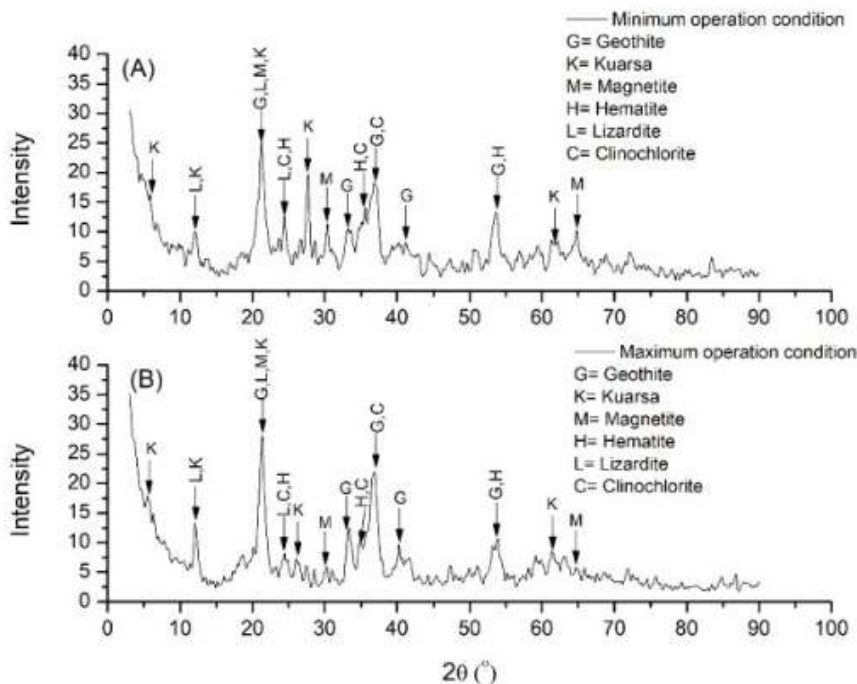 (A)
Minimum operation condition
G= Geothite
K= Kuarsa
M= Magnetite
H= Hematite
L= Lizardite
C= Clinochlorite
Intensity
40
35
30
25
20
15
10
5
0
K
L,K
G,L,M,K
L,C,H
K
M
G
H,C
G,C
G
G,H
K
M
0 10 20 30 40 50 60 70 80 90 100
(B)
Maximum operation condition
G= Geothite
K= Kuarsa
M= Magnetite
H= Hematite
L= Lizardite
C= Clinochlorite
Intensity
40
35
30
25
20
15
10
5
0
K
L,K
G,L,M,K
L,C,H
K
M
G
H,C
G,C
G
G,H
K
M
0 10 20 30 40 50 60 70 80 90 100
2θ (°)